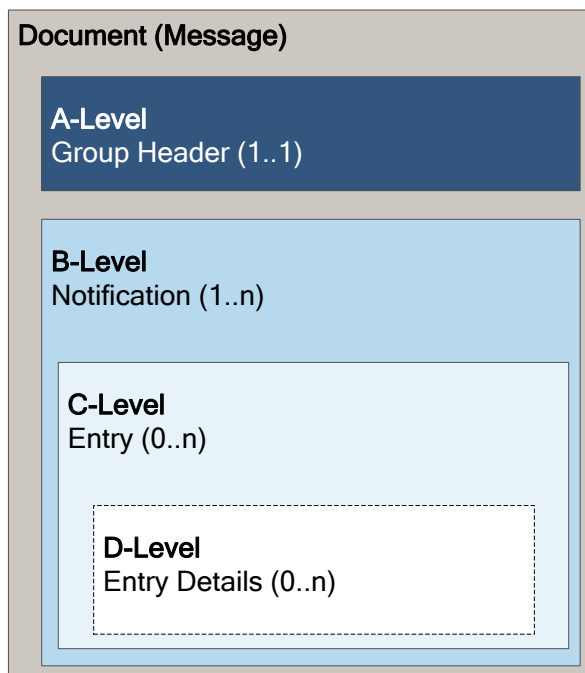 Document (Message)
A-Level
Group Header (1..1)
B-Level
Notification (1..n)
C-Level
Entry (0..n)
D-Level
Entry Details (0..n)